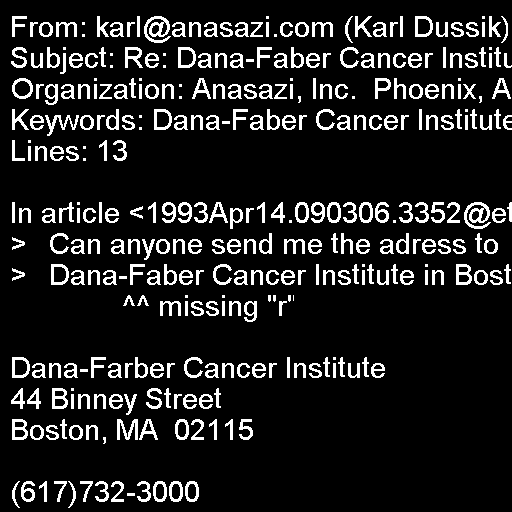 From: karl@anasazi.com (Karl Dussik)
Subject: Re: Dana-Faber Cancer Institu
Organization: Anasazi, Inc.  Phoenix, A
Keywords: Dana-Faber Cancer Institute
Lines: 13

In article <1993Apr14.090306.3352@et
>   Can anyone send me the adress to
>   Dana-Faber Cancer Institute in Bost
              ^^ missing "r"

Dana-Farber Cancer Institute
44 Binney Street
Boston, MA  02115

(617)732-3000